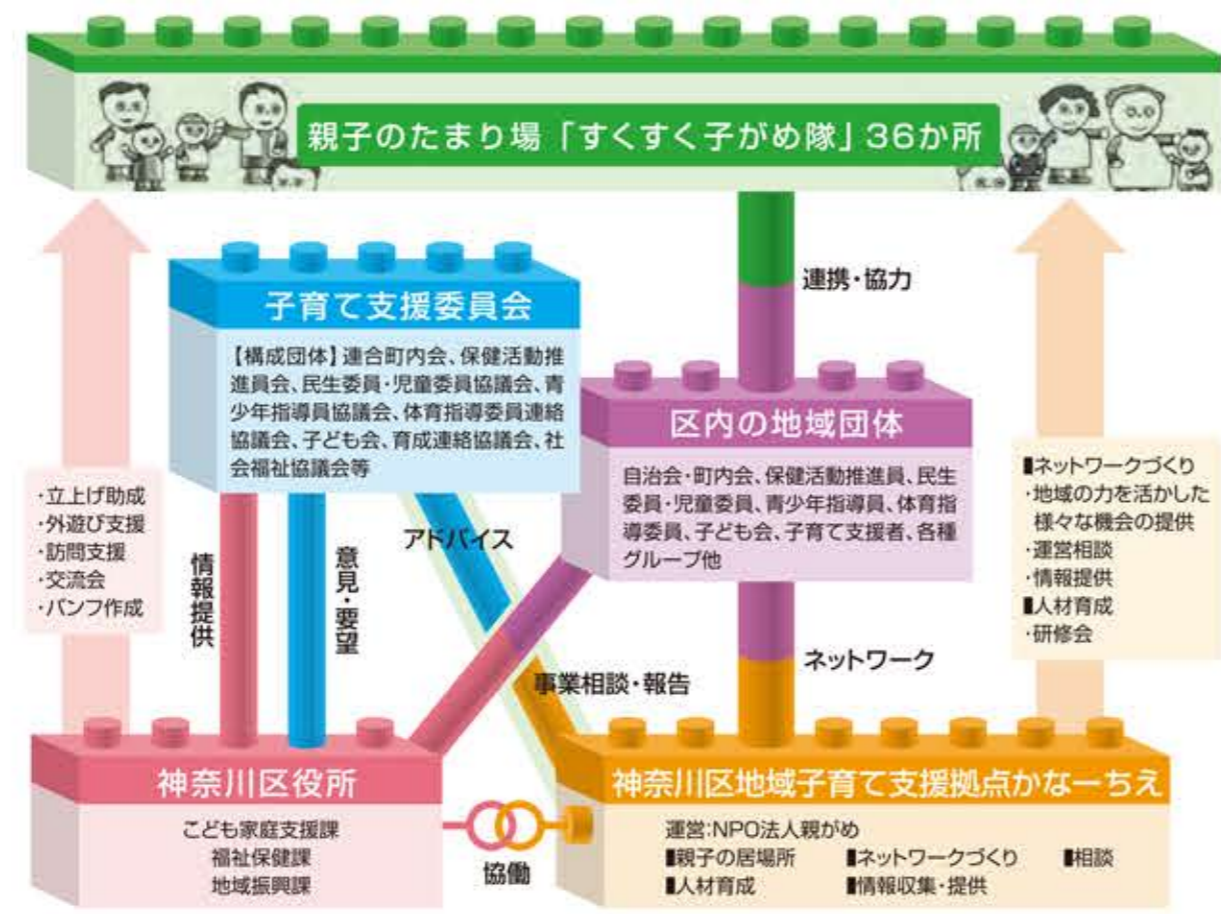 親子のたまり場「すくすく子がめ隊」36か所
連携・協力
子育て支援委員会
【構成団体】連合町内会、保健活動推
進員会、民生委員・児童委員協議会、青
少年指導員協議会、体育指導委員連絡
協議会、子ども会、育成連絡協議会、社
会福祉協議会等
区内の地域団体
自治会・町内会、保健活動推進員、民生
委員・児童委員、青少年指導員、体育指
導委員、子ども会、子育て支援者、各種
グループ他
・立上げ助成
・外遊び支援
・訪問支援
・交流会
・パンフ作成
情報提供
意見・要望
アドバイス
事業相談・報告
ネットワーク
■ネットワークづくり
・地域の力を活かした
様々な機会の提供
・運営相談
・情報提供
■人材育成
・研修会
神奈川区役所
こども家庭支援課
福祉保健課
地域振興課
協働
神奈川区地域子育て支援拠点かなーちえ
運営:NPO法人親がめ
■親子の居場所 ■ネットワークづくり ■相談
■人材育成 ■情報収集・提供